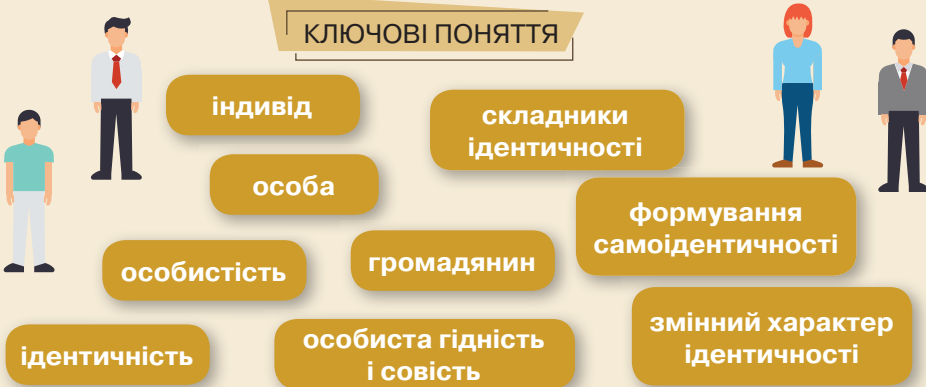 КЛЮЧОВІ ПОНЯТТЯ
індивід
складники
ідентичності
особа
формування
самоідентичності
особистість
громадянин
ідентичність
особиста гідність
і совість
змінний характер
ідентичності